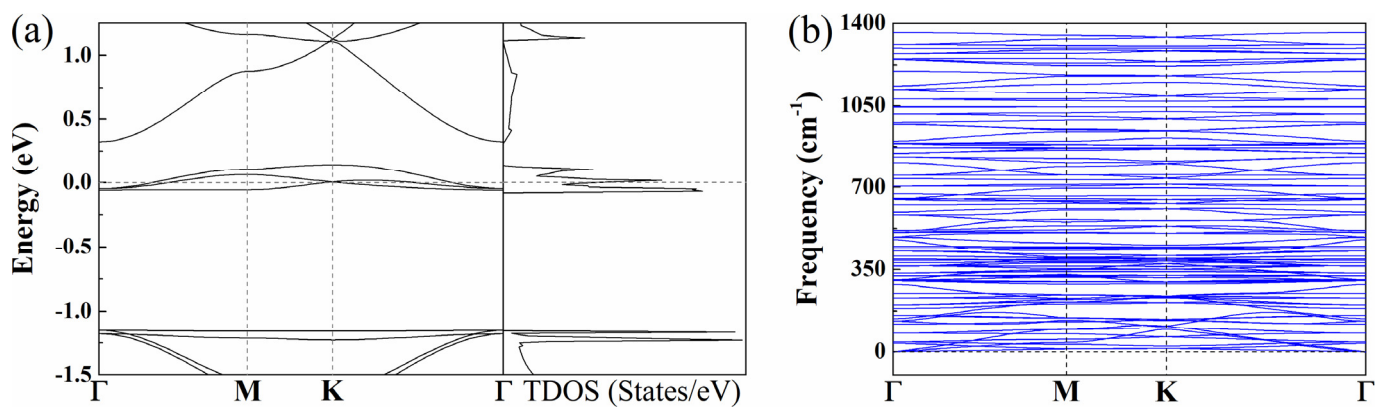 (a)
Energy (eV)
1.0
0.5
0.0
-0.5
-1.0
-1.5
Γ M K Γ TDOS (States/eV)
(b)
Frequency (cm⁻¹)
1400
1050
700
350
0
Γ M K Γ